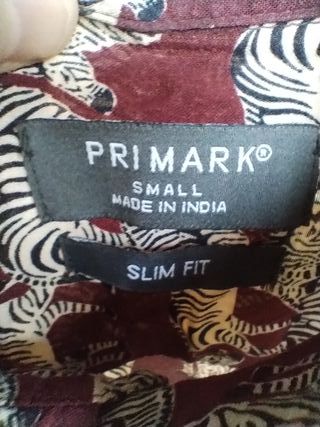 PRIMARK®
SMALL
MADE IN INDIA
SLIM FIT